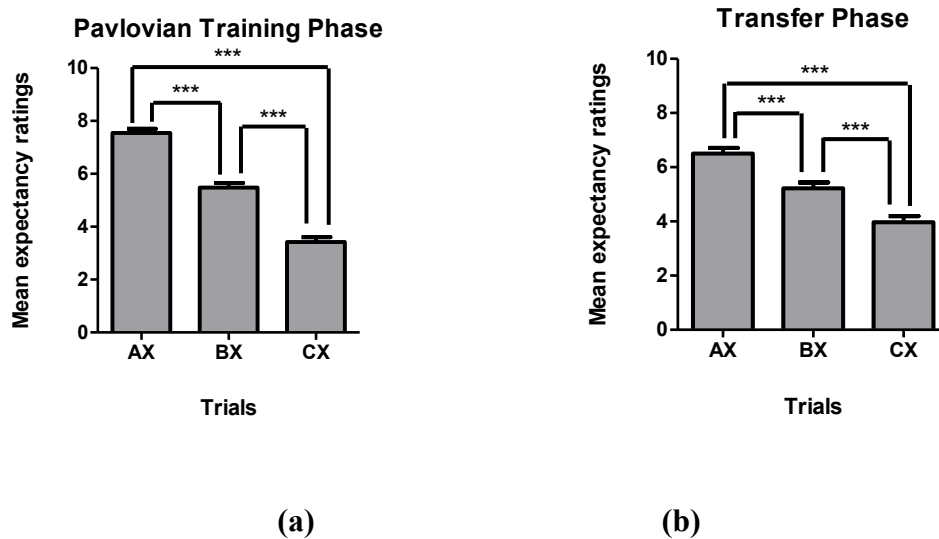 Pavlovian Training Phase
***
***
***
Mean expectancy ratings
10
8
6
4
2
0
AX BX CX
Trials
(a)
Transfer Phase
***
***
***
Mean expectancy ratings
10
8
6
4
2
0
AX BX CX
Trials
(b)